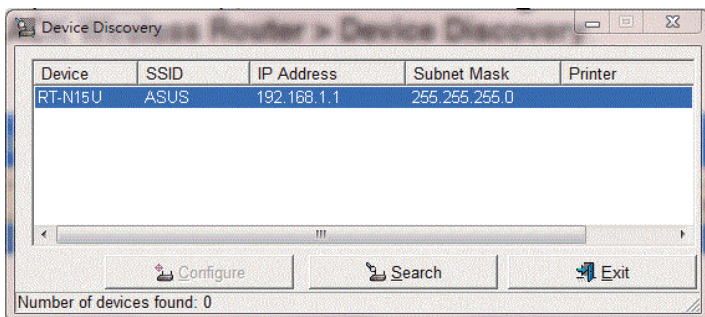 Device Discovery
Device SSID IP Address Subnet Mask Printer
RT-N15U ASUS 192.168.1.1 255.255.255.0
Configure Search Exit
Number of devices found: 0